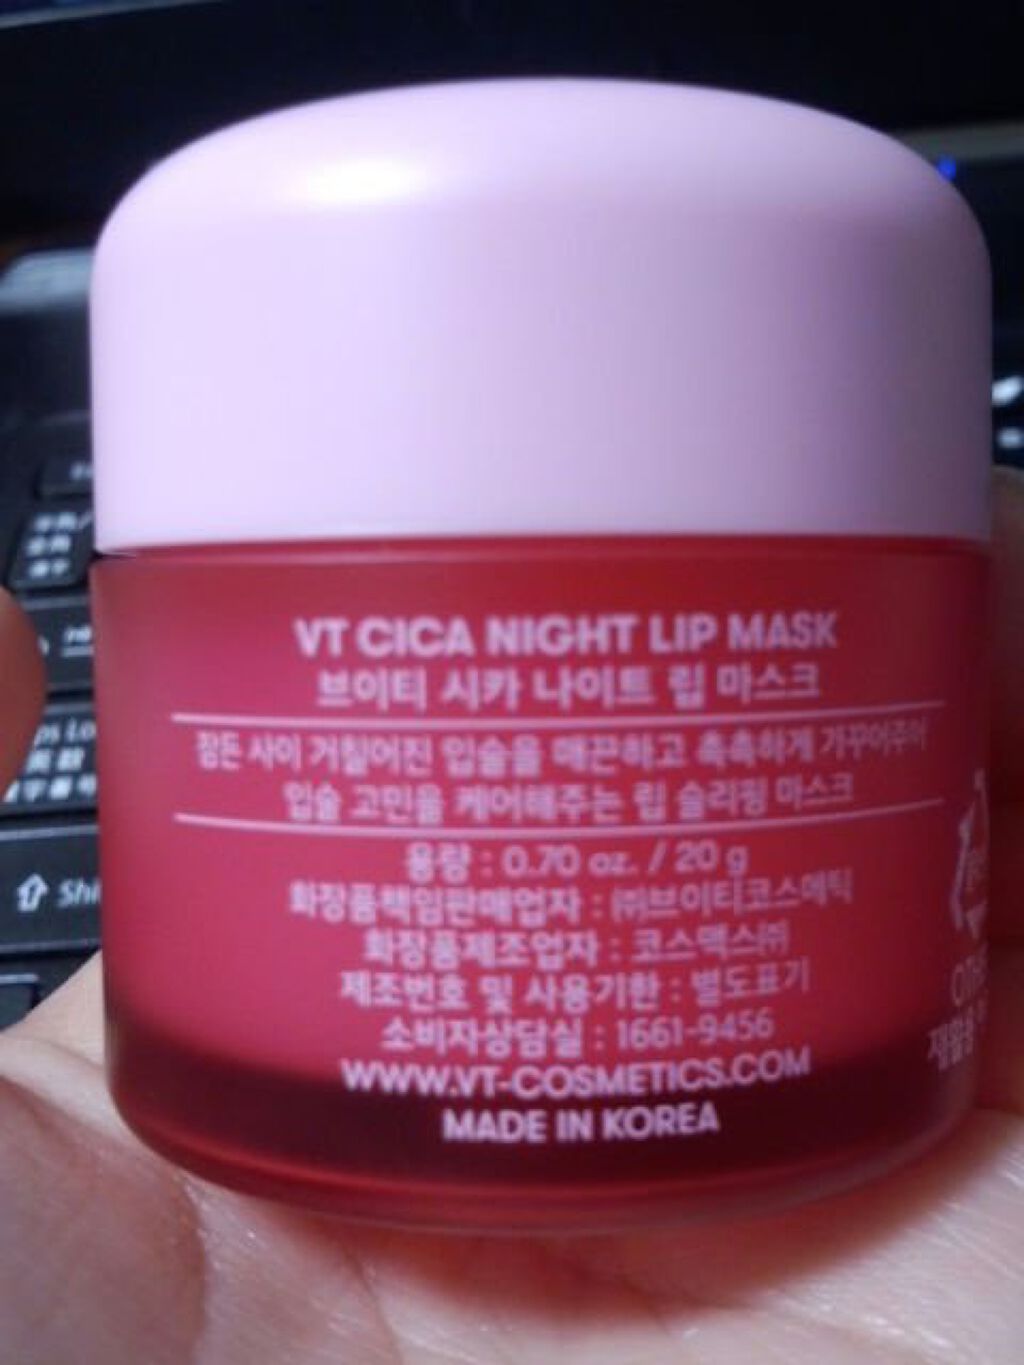 VT CICA NIGHT LIP MASK
브이티 시카 나이트 립 마스크
잠든 사이 거칠어진 입술을 매끈하고 촉촉하게 가꾸어주어
입술 고민을 케어해주는 립 슬리핑 마스크
용량 : 0.70 oz. / 20 g
화장품책임판매업자 : ㈜브이티코스메틱
화장품제조업자 : 코스맥스㈜
제조번호 및 사용기한 : 별도표기
소비자상담실 : 1661-9456
WWW.VT-COSMETICS.COM
MADE IN KOREA